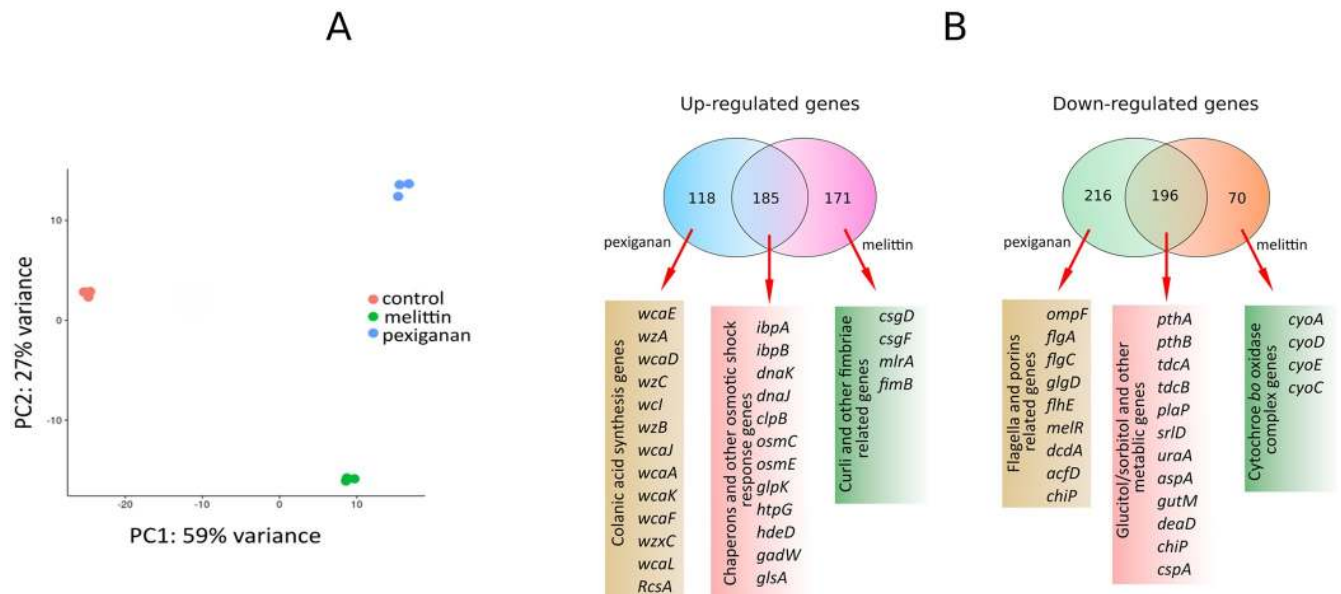 A
10
0
-10
-20
-10
0
10
PC2: 27% variance
PC1: 59% variance
control
melittin
pexiganan
B
Up-regulated genes
118
185
171
pexiganan
melittin
Colanic acid synthesis genes
wcaE
wzA
wcaD
wzC
wcI
wzB
wcaJ
wcaA
wcaK
wcaF
wzxC
wcaL
RcsA
Chaperons and other osmotic shock
response genes
ibpA
ibpB
dnaK
dnaJ
clpB
osmC
osmE
glpK
htpG
hdeD
gadW
glsA
Curli and other fimbriae
related genes
csgD
csgF
mlrA
fimB
Down-regulated genes
216
196
70
pexiganan
melittin
Flagella and porins
related genes
ompF
flgA
flgC
glgD
flhE
melR
dcdA
acfD
chiP
Glucitol/sorbitol and other
metablic genes
pthA
pthB
tdcA
tdcB
plaP
srlD
uraA
aspA
gutM
deaD
chiP
cspA
Cytochroe bo oxidase
complex genes
cyoA
cyoD
cyoE
cyoC